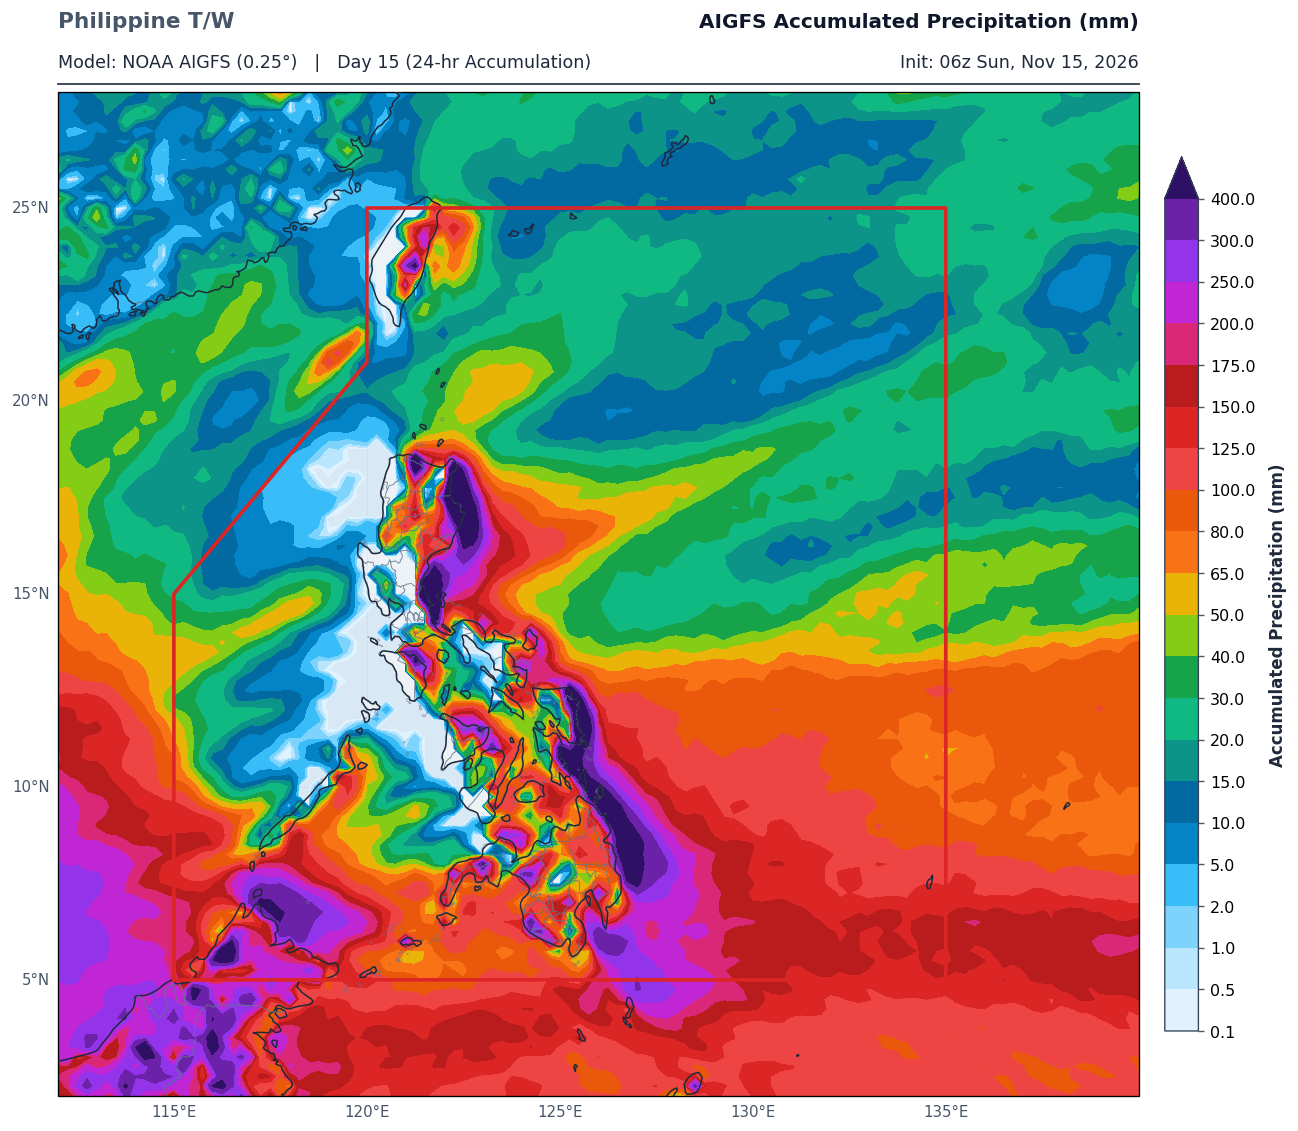 Philippine T/W
AIGFS Accumulated Precipitation (mm)
Model: NOAA AIGFS (0.25°)   |   Day 15 (24-hr Accumulation)
Init: 06z Sun, Nov 15, 2026
25°N
20°N
15°N
10°N
5°N
115°E
120°E
125°E
130°E
135°E
400.0
300.0
250.0
200.0
175.0
150.0
125.0
100.0
80.0
65.0
50.0
40.0
30.0
20.0
15.0
10.0
5.0
2.0
1.0
0.5
0.1
Accumulated Precipitation (mm)